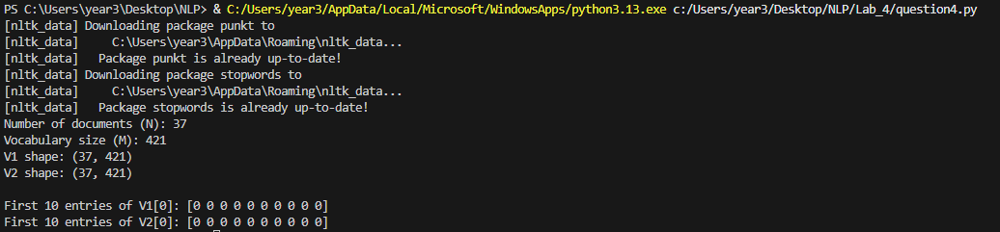 PS C:\Users\year3\Desktop\NLP> & C:/Users/year3/AppData/Local/Microsoft/WindowsApps/python3.13.exe c:/Users/year3/Desktop/NLP/Lab_4/question4.py
[nltk_data] Downloading package punkt to
[nltk_data]     C:\Users\year3\AppData\Roaming\nltk_data...
[nltk_data]   Package punkt is already up-to-date!
[nltk_data] Downloading package stopwords to
[nltk_data]     C:\Users\year3\AppData\Roaming\nltk_data...
[nltk_data]   Package stopwords is already up-to-date!
Number of documents (N): 37
Vocabulary size (M): 421
V1 shape: (37, 421)
V2 shape: (37, 421)
First 10 entries of V1[0]: [0 0 0 0 0 0 0 0 0 0]
First 10 entries of V2[0]: [0 0 0 0 0 0 0 0 0 0]